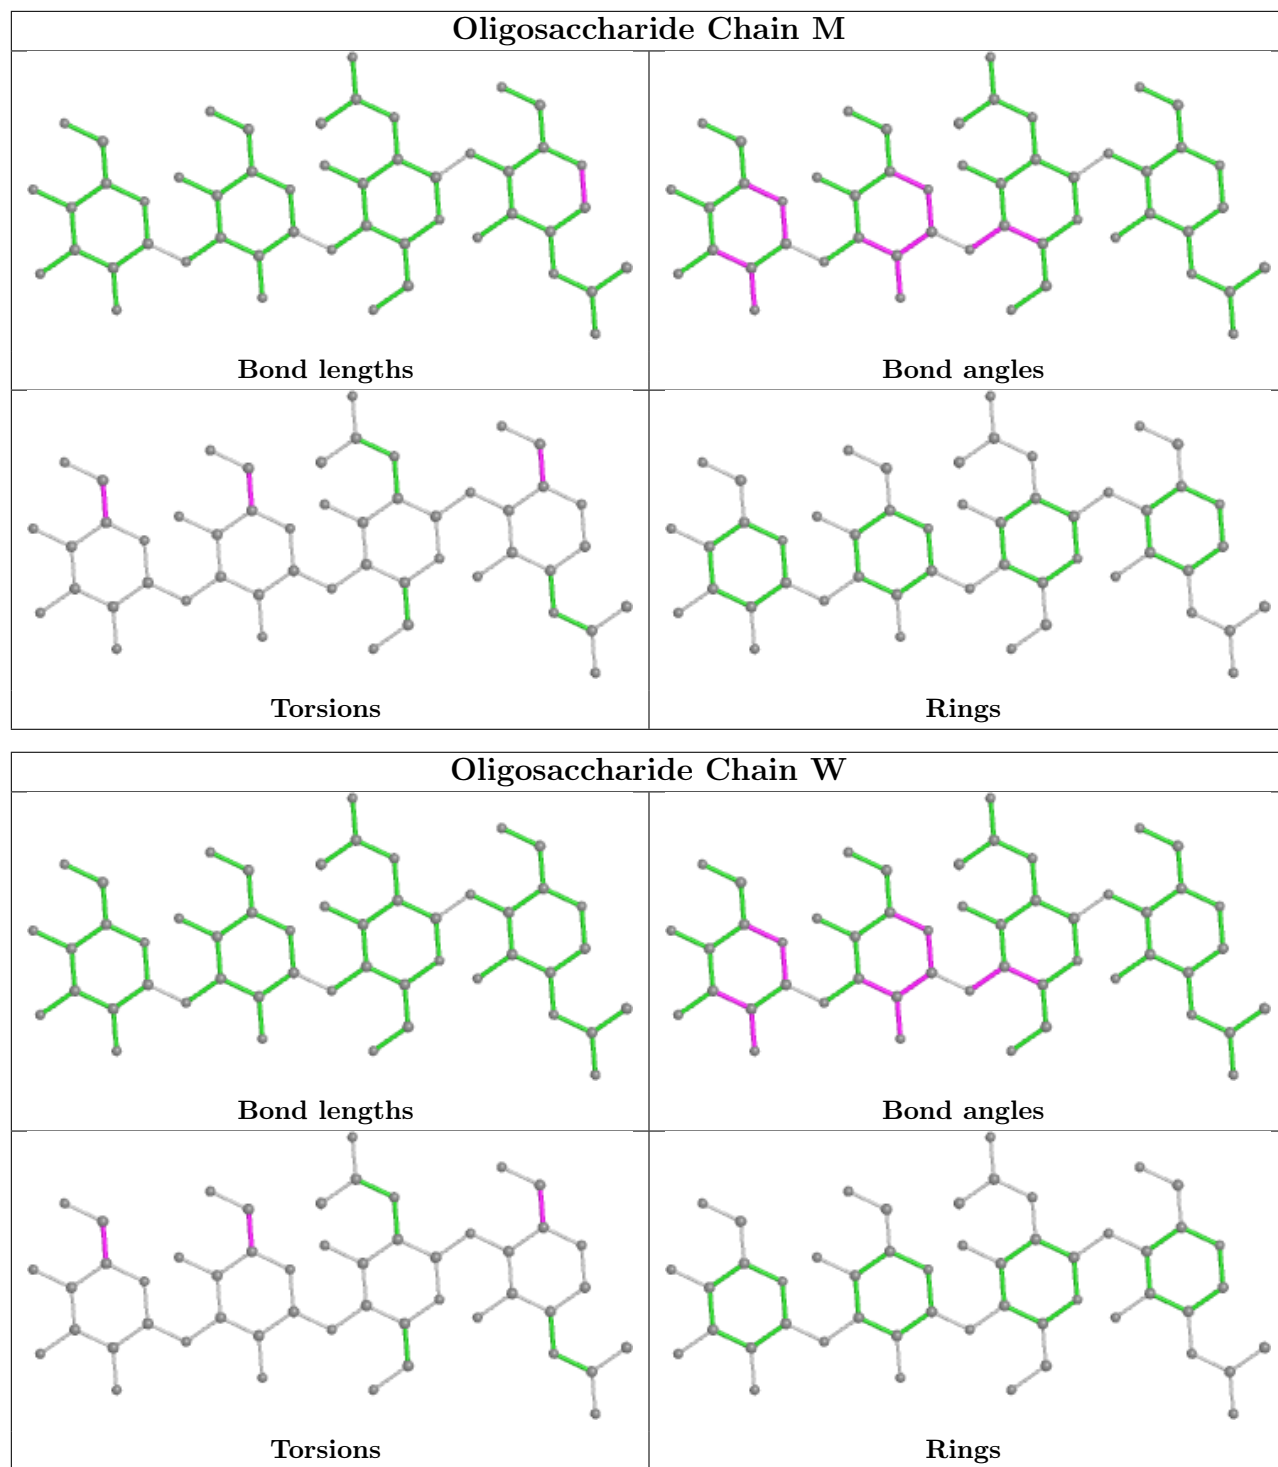 Oligosaccharide Chain M
Bond lengths
Bond angles
Torsions
Rings
Oligosaccharide Chain W
Bond lengths
Bond angles
Torsions
Rings